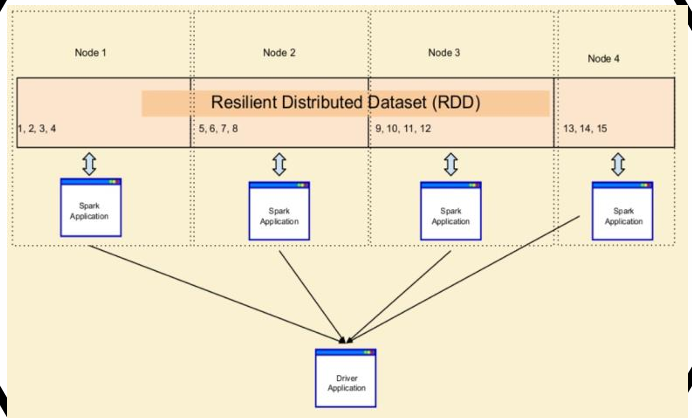 Node 1
Node 2
Node 3
Node 4
Resilient Distributed Dataset (RDD)
1, 2, 3, 4
5, 6, 7, 8
9, 10, 11, 12
13, 14, 15
Spark
Application
Spark
Application
Spark
Application
Spark
Application
Driver
Application